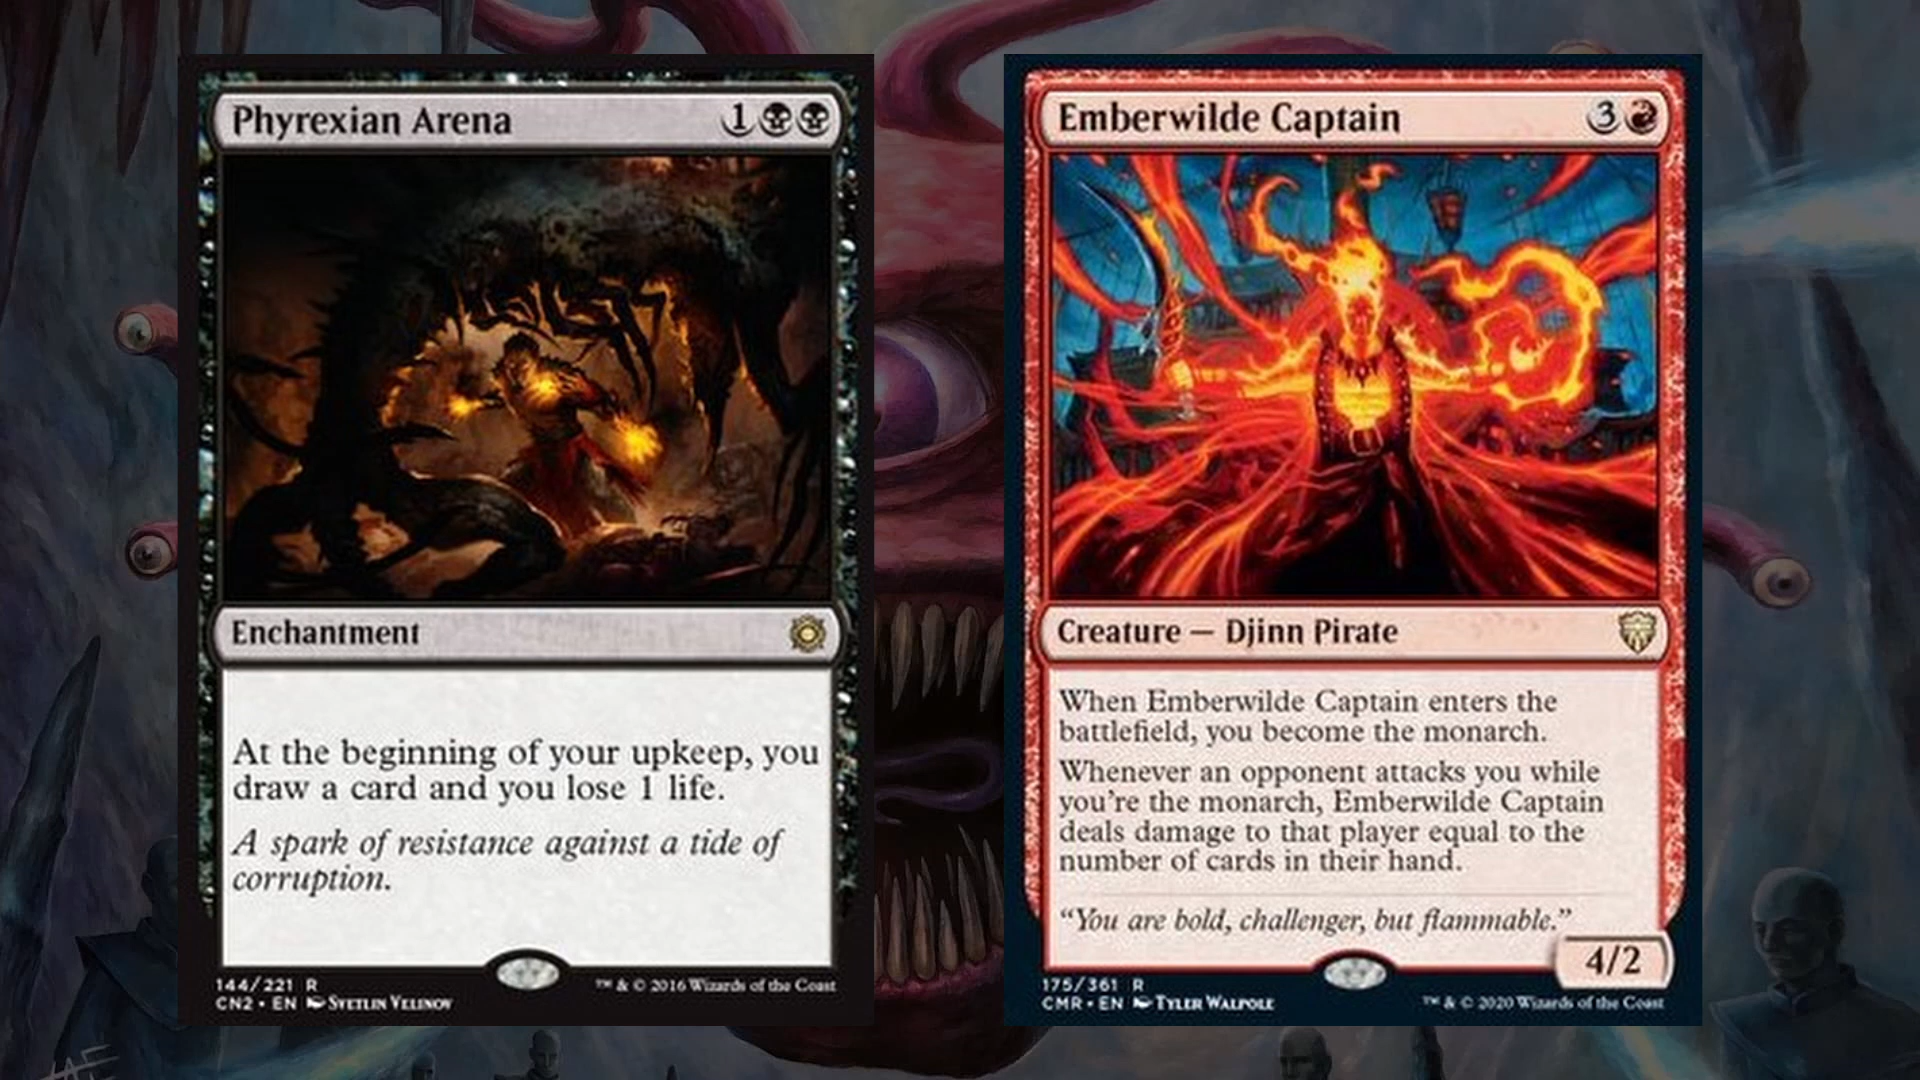 Phyrexian Arena 1
Enchantment
At the beginning of your upkeep, you
draw a card and you lose 1 life.
A spark of resistance against a tide of
corruption.
144/221 R
CN2 • EN Svetlin Velinov
™ & © 2016 Wizards of the Coast
Emberwilde Captain 3
Creature — Djinn Pirate
When Emberwilde Captain enters the
battlefield, you become the monarch.
Whenever an opponent attacks you while
you're the monarch, Emberwilde Captain
deals damage to that player equal to the
number of cards in their hand.
“You are bold, challenger, but flammable.”
4/2
175/361 R
CMR • EN Tyler Walpole
™ & © 2020 Wizards of the Coast